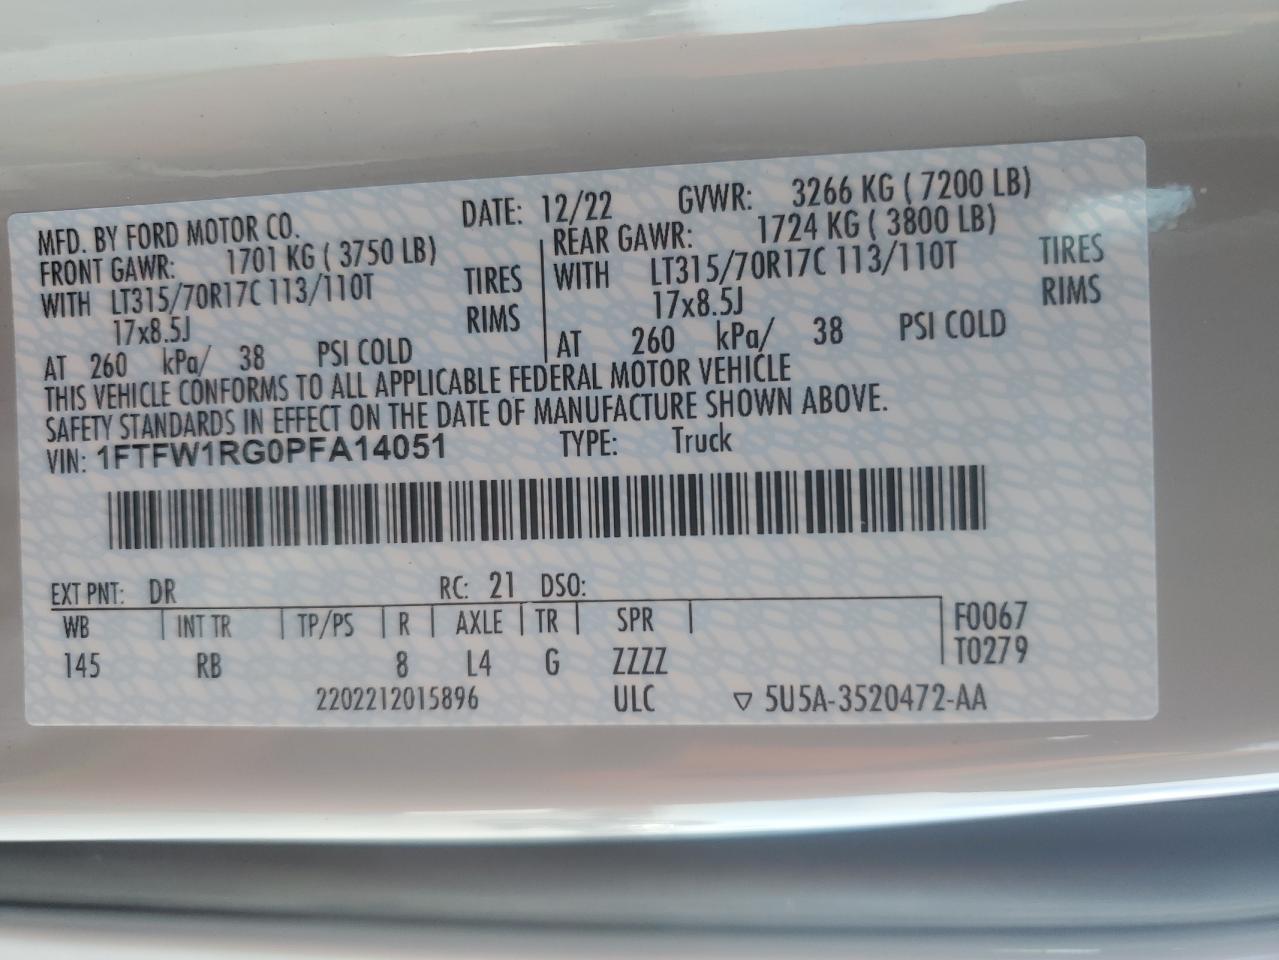 MFD. BY FORD MOTOR CO. DATE: 12/22 GVWR: 3266 KG ( 7200 LB)
FRONT GAWR: 1701 KG ( 3750 LB) REAR GAWR: 1724 KG ( 3800 LB)
WITH LT315/70R17C 113/110T TIRES WITH LT315/70R17C 113/110T TIRES
17x8.5J RIMS 17x8.5J RIMS
AT 260 kPa/ 38 PSI COLD AT 260 kPa/ 38 PSI COLD
THIS VEHICLE CONFORMS TO ALL APPLICABLE FEDERAL MOTOR VEHICLE
SAFETY STANDARDS IN EFFECT ON THE DATE OF MANUFACTURE SHOWN ABOVE.
VIN: 1FTFW1RG0PFA14051 TYPE: Truck
EXT PNT: DR RC: 21 DSO:
WB INT TR TP/PS R AXLE TR SPR F0067
145 RB 8 L4 G ZZZZ T0279
2202212015896 ULC ▽ 5U5A-3520472-AA